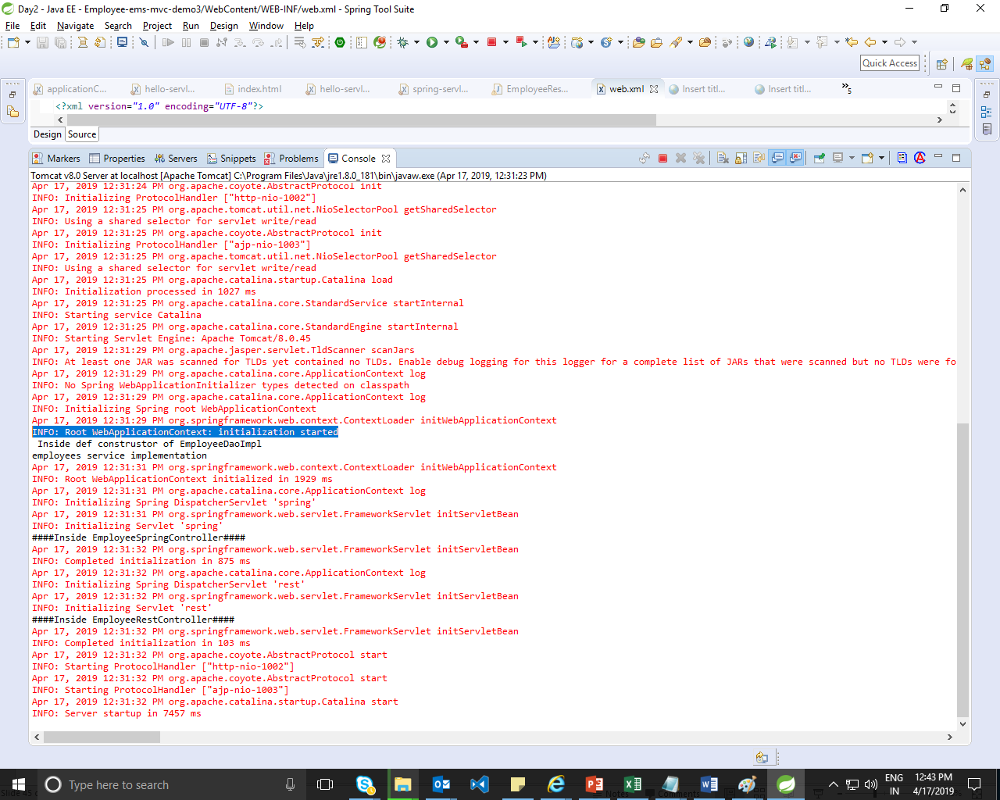 Day2 - Java EE - Employee-ems-mvc-demo3/WebContent/WEB-INF/web.xml - Spring Tool Suite
File Edit Navigate Search Project Run Design Window Help
Quick Access
applicationC... hello-servl... index.html hello-servl... spring-servl... EmployeeRes... web.xml Insert titl... Insert titl... »5
<?xml version="1.0" encoding="UTF-8"?>
Design Source
Markers Properties Servers Snippets Problems Console
Tomcat v8.0 Server at localhost [Apache Tomcat] C:\Program Files\Java\jre1.8.0_181\bin\javaw.exe (Apr 17, 2019, 12:31:23 PM)
Apr 17, 2019 12:31:24 PM org.apache.coyote.AbstractProtocol init
INFO: Initializing ProtocolHandler ["http-nio-1002"]
Apr 17, 2019 12:31:25 PM org.apache.tomcat.util.net.NioSelectorPool getSharedSelector
INFO: Using a shared selector for servlet write/read
Apr 17, 2019 12:31:25 PM org.apache.coyote.AbstractProtocol init
INFO: Initializing ProtocolHandler ["ajp-nio-1003"]
Apr 17, 2019 12:31:25 PM org.apache.tomcat.util.net.NioSelectorPool getSharedSelector
INFO: Using a shared selector for servlet write/read
Apr 17, 2019 12:31:25 PM org.apache.catalina.startup.Catalina load
INFO: Initialization processed in 1027 ms
Apr 17, 2019 12:31:25 PM org.apache.catalina.core.StandardService startInternal
INFO: Starting service Catalina
Apr 17, 2019 12:31:25 PM org.apache.catalina.core.StandardEngine startInternal
INFO: Starting Servlet Engine: Apache Tomcat/8.0.45
Apr 17, 2019 12:31:29 PM org.apache.jasper.servlet.TldScanner scanJars
INFO: At least one JAR was scanned for TLDs yet contained no TLDs. Enable debug logging for this logger for a complete list of JARs that were scanned but no TLDs were fo
Apr 17, 2019 12:31:29 PM org.apache.catalina.core.ApplicationContext log
INFO: No Spring WebApplicationInitializer types detected on classpath
Apr 17, 2019 12:31:29 PM org.apache.catalina.core.ApplicationContext log
INFO: Initializing Spring root WebApplicationContext
Apr 17, 2019 12:31:29 PM org.springframework.web.context.ContextLoader initWebApplicationContext
INFO: Root WebApplicationContext: initialization started
Inside def construstor of EmployeeDaoImpl
employees service implementation
Apr 17, 2019 12:31:31 PM org.springframework.web.context.ContextLoader initWebApplicationContext
INFO: Root WebApplicationContext initialized in 1929 ms
Apr 17, 2019 12:31:31 PM org.apache.catalina.core.ApplicationContext log
INFO: Initializing Spring DispatcherServlet 'spring'
Apr 17, 2019 12:31:31 PM org.springframework.web.servlet.FrameworkServlet initServletBean
INFO: Initializing Servlet 'spring'
####Inside EmployeeSpringController####
Apr 17, 2019 12:31:32 PM org.springframework.web.servlet.FrameworkServlet initServletBean
INFO: Completed initialization in 875 ms
Apr 17, 2019 12:31:32 PM org.apache.catalina.core.ApplicationContext log
INFO: Initializing Spring DispatcherServlet 'rest'
Apr 17, 2019 12:31:32 PM org.springframework.web.servlet.FrameworkServlet initServletBean
INFO: Initializing Servlet 'rest'
####Inside EmployeeRestController####
Apr 17, 2019 12:31:32 PM org.springframework.web.servlet.FrameworkServlet initServletBean
INFO: Completed initialization in 103 ms
Apr 17, 2019 12:31:32 PM org.apache.coyote.AbstractProtocol start
INFO: Starting ProtocolHandler ["http-nio-1002"]
Apr 17, 2019 12:31:32 PM org.apache.coyote.AbstractProtocol start
INFO: Starting ProtocolHandler ["ajp-nio-1003"]
Apr 17, 2019 12:31:32 PM org.apache.catalina.startup.Catalina start
INFO: Server startup in 7457 ms
Type here to search
ENG 12:43 PM
IN 4/17/2019
Slide 45 Notes Comments